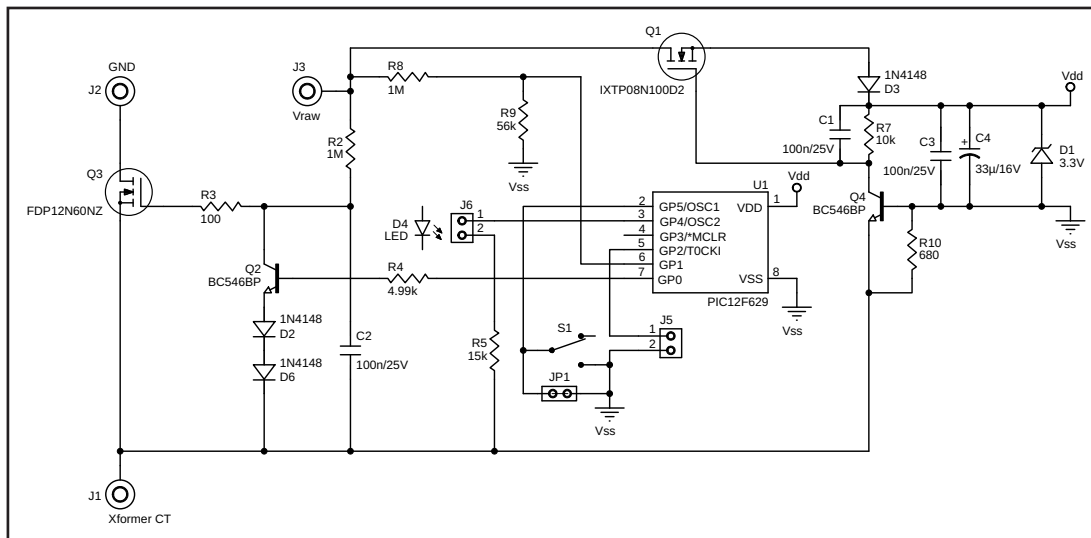 Q1
IXTP08N100D2
GND
J2
J3
Vraw
R8
1M
R9
56k
Vss
R2
1M
1N4148
D3
Vdd
C1
100n/25V
R7
10k
C3
100n/25V
+
C4
33µ/16V
D1
3.3V
Q3
FDP12N60NZ
R3
100
D4
LED
J6
1
2
U1
2
3
4
5
6
7
GP5/OSC1
GP4/OSC2
GP3/*MCLR
GP2/T0CKI
GP1
GP0
VDD
VSS
1
8
PIC12F629
Vdd
Vss
Q4
BC546BP
R10
680
Vss
Q2
BC546BP
R4
4.99k
1N4148
D2
1N4148
D6
C2
100n/25V
R5
15k
S1
JP1
J5
1
2
Vss
J1
Xformer CT